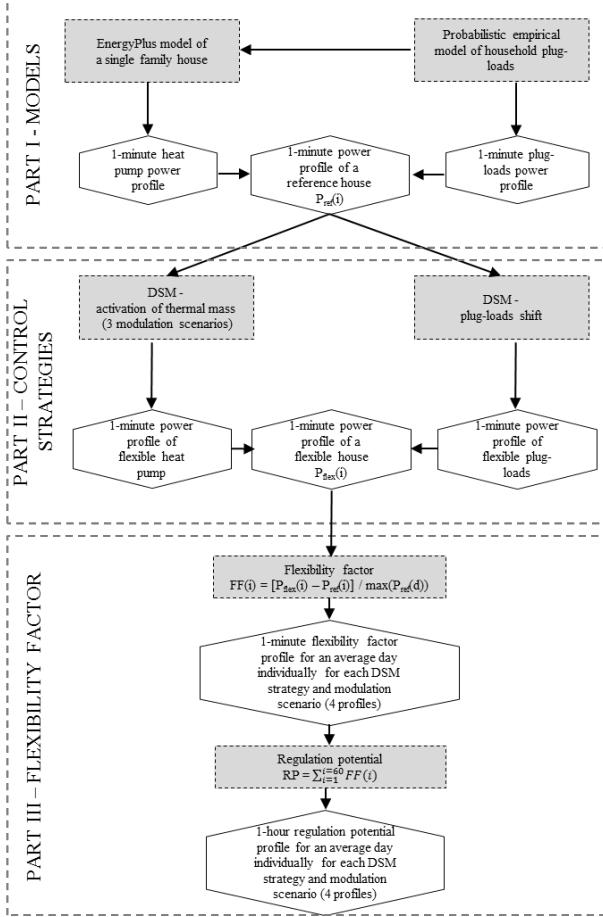 PART I - MODELS
EnergyPlus model of
a single family house
Probabilistic empirical
model of household plug-
loads
1-minute heat
pump power
profile
1-minute power
profile of a
reference house
P_ref(i)
1-minute plug-
loads power
profile
PART II – CONTROL
STRATEGIES
DSM -
activation of thermal mass
(3 modulation scenarios)
DSM -
plug-loads shift
1-minute power
profile of
flexible heat
pump
1-minute power
profile of a
flexible house
P_flex(i)
1-minute power
profile of
flexible plug-
loads
PART III – FLEXIBILITY
FACTOR
Flexibility factor
FF(i) = [P_flex(i) – P_ref(i)] / max(P_ref(d))
1-minute flexibility factor
profile for an average day
individually for each DSM
strategy and modulation
scenario (4 profiles)
Regulation potential
RP = ∑_{i=1}^{i=60} FF(i)
1-hour regulation potential
profile for an average day
individually for each DSM
strategy and modulation
scenario (4 profiles)